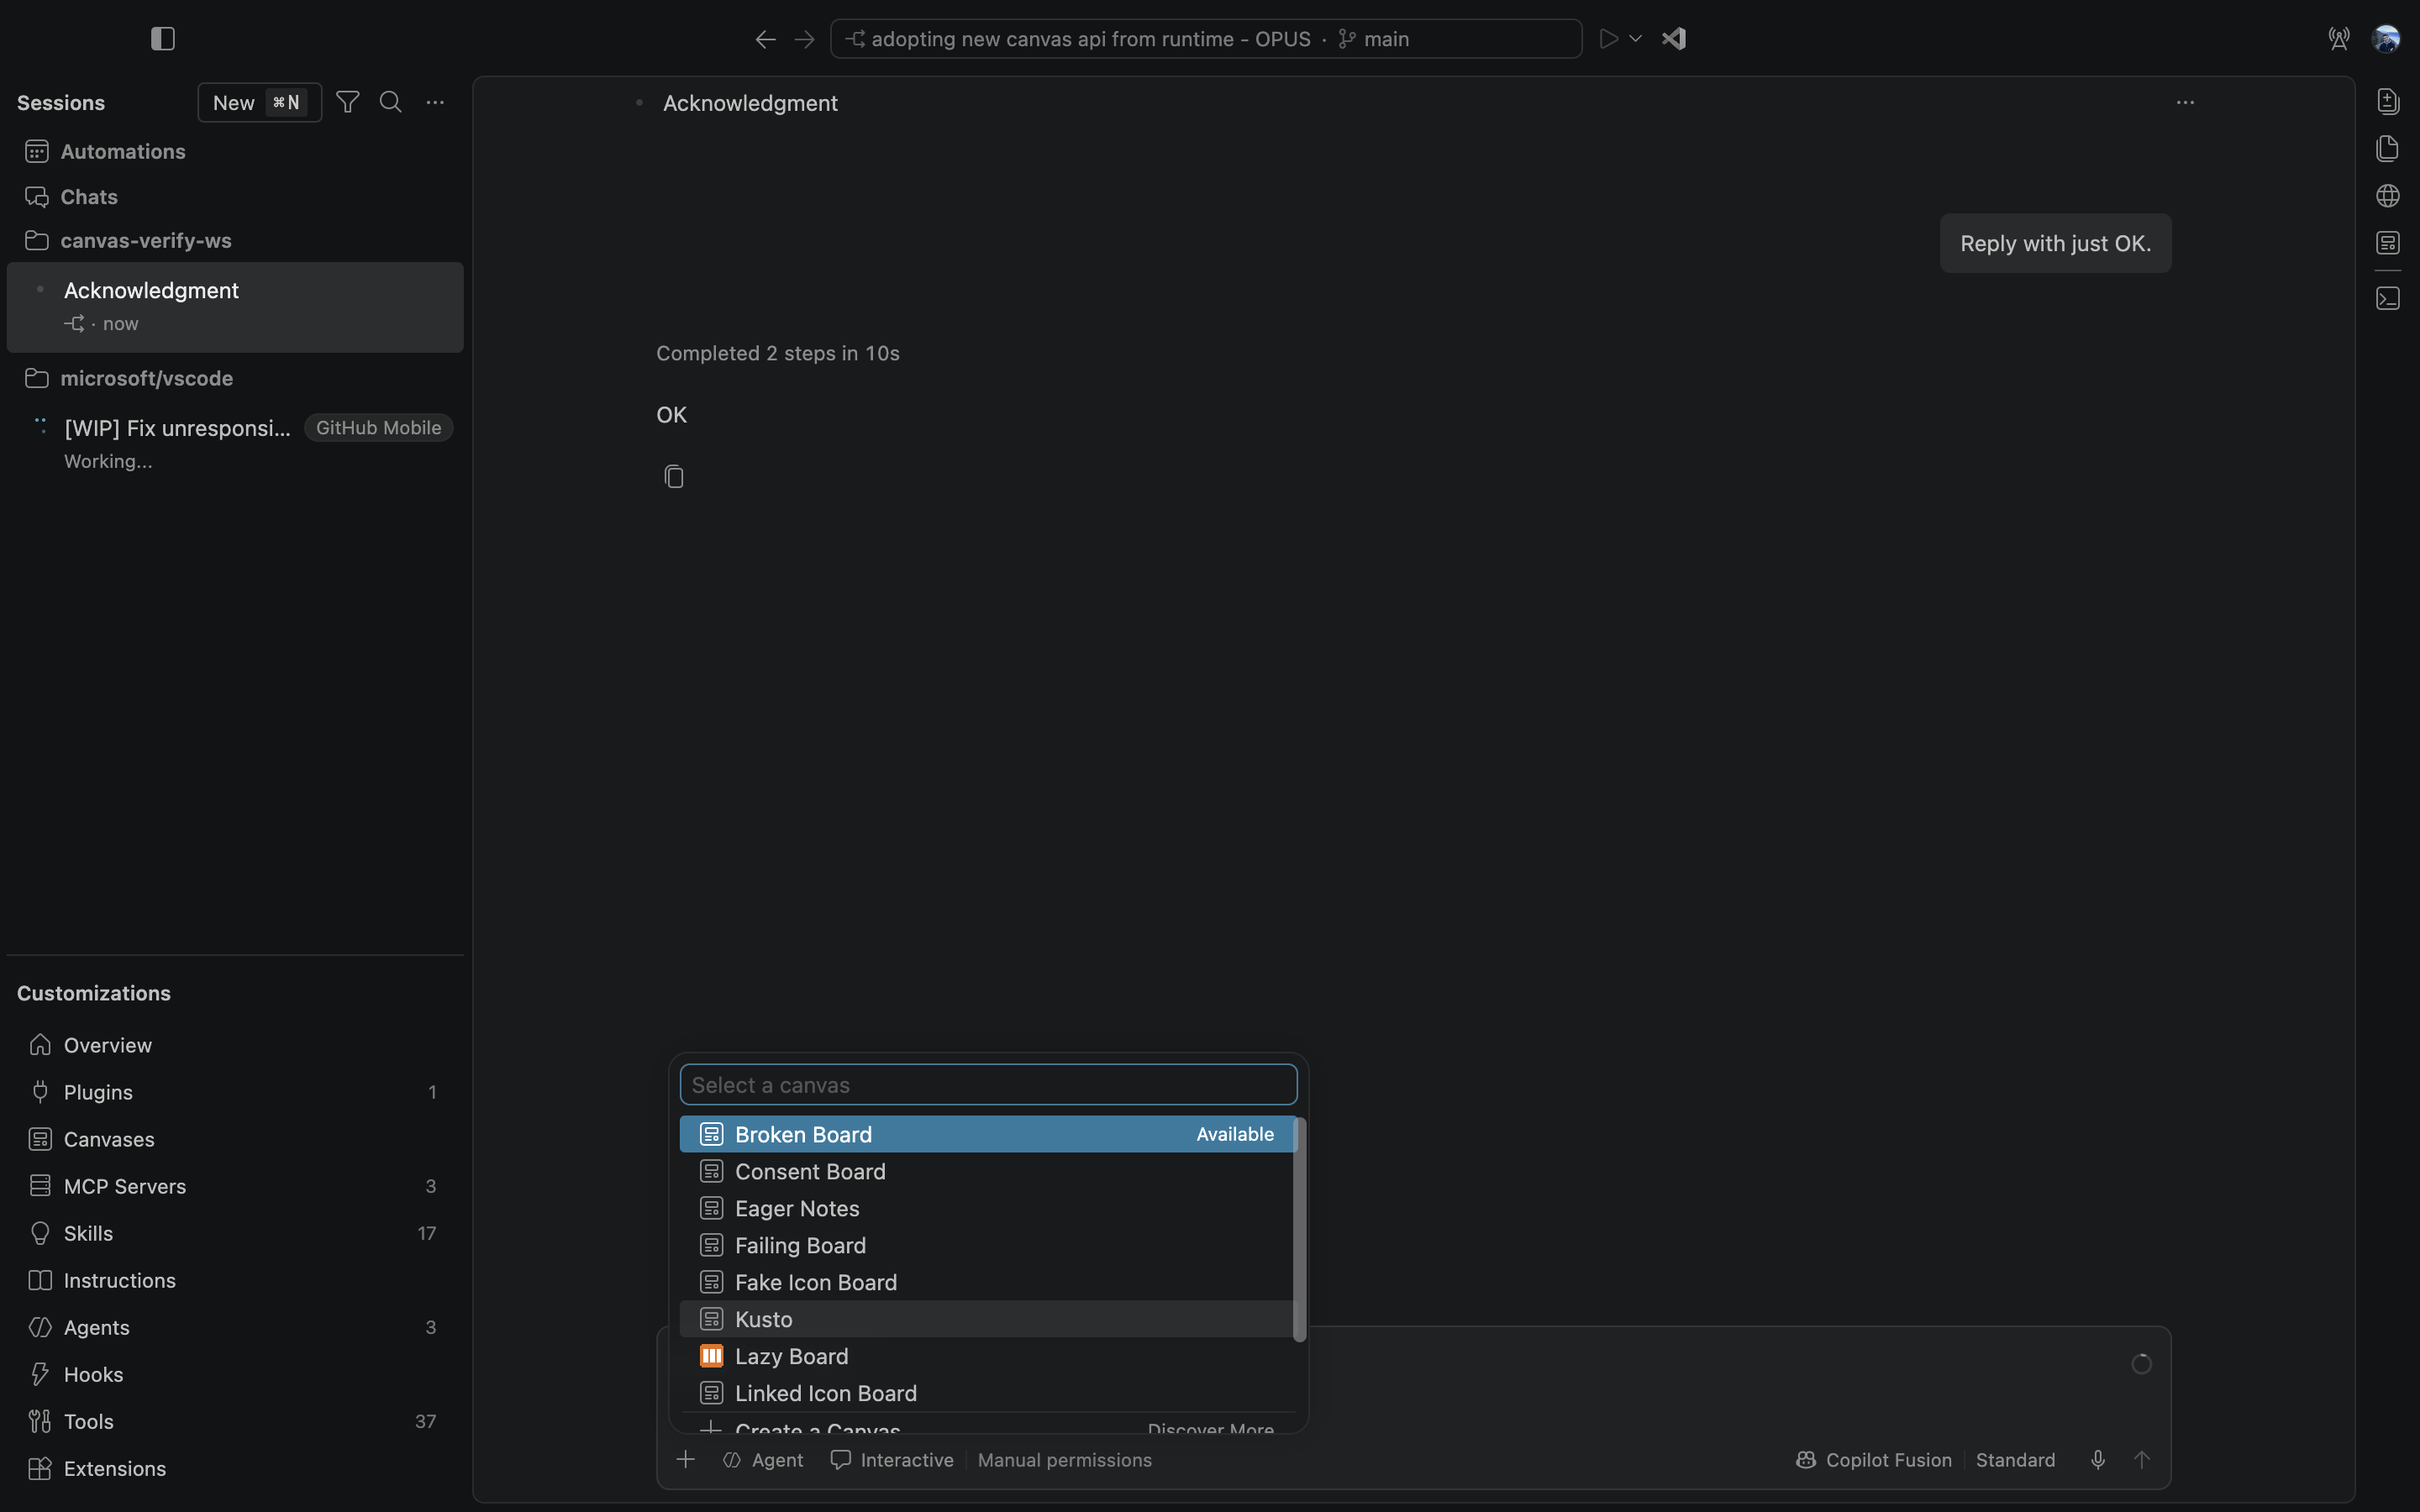 adopting new canvas api from runtime - OPUS · main
Sessions
New ⌘N
Automations
Chats
canvas-verify-ws
Acknowledgment
· now
microsoft/vscode
[WIP] Fix unresponsi... GitHub Mobile
Working...
Customizations
Overview
Plugins 1
Canvases
MCP Servers 3
Skills 17
Instructions
Agents 3
Hooks
Tools 37
Extensions
Acknowledgment
Reply with just OK.
Completed 2 steps in 10s
OK
Select a canvas
Broken Board Available
Consent Board
Eager Notes
Failing Board
Fake Icon Board
Kusto
Lazy Board
Linked Icon Board
Create a Canvas Discover More
Agent Interactive Manual permissions Copilot Fusion Standard